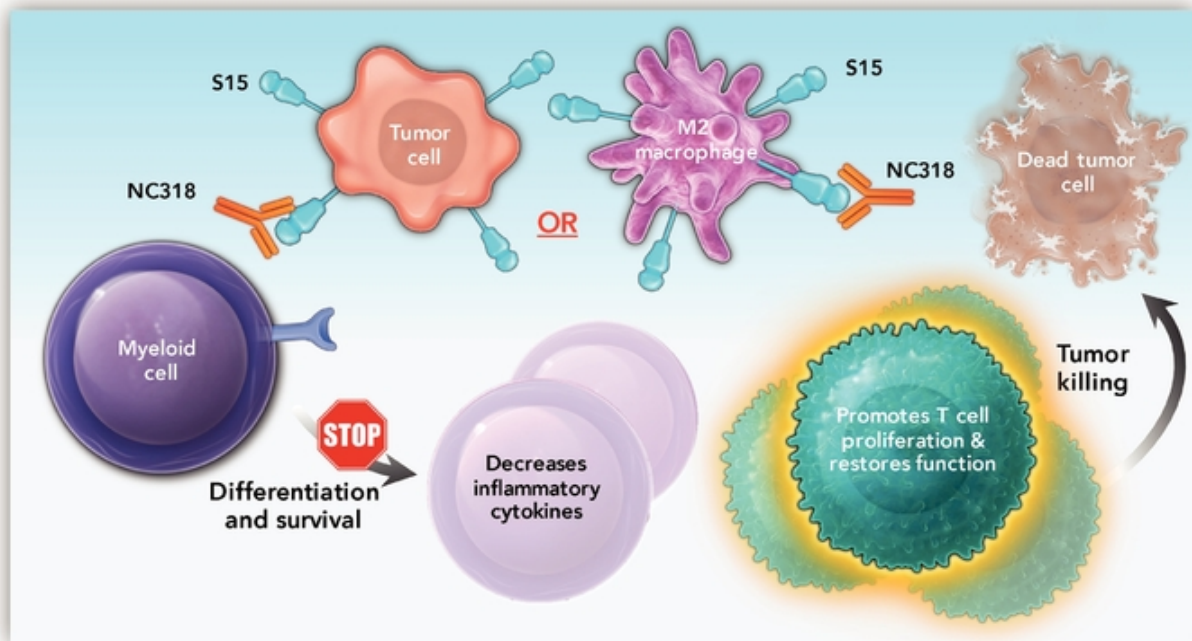 S15
Tumor
cell
NC318
OR
M2
macrophage
S15
NC318
Dead tumor
cell
Myeloid
cell
STOP
Differentiation
and survival
Decreases
inflammatory
cytokines
Promotes T cell
proliferation &
restores function
Tumor
killing